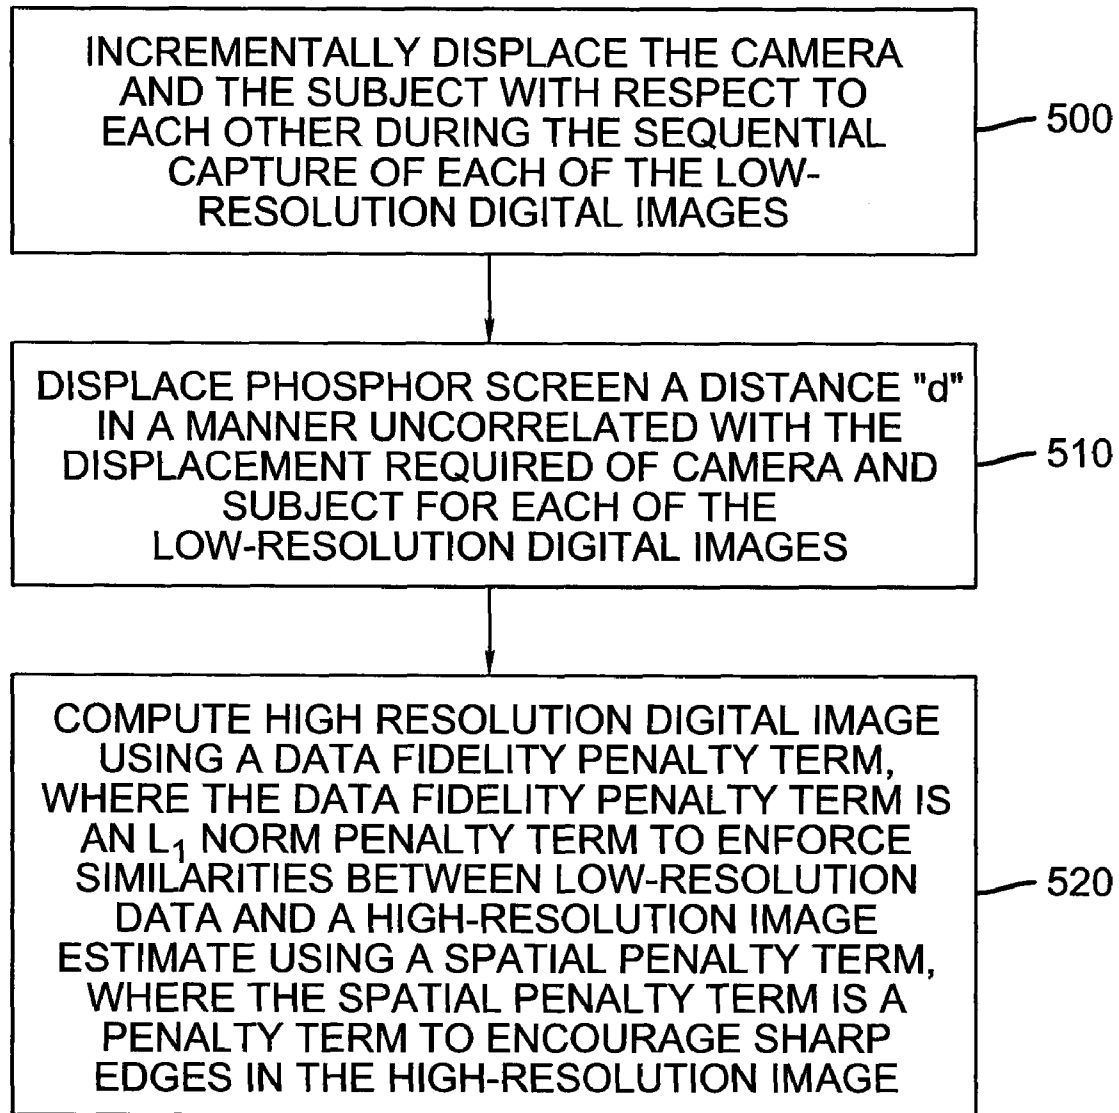 INCREMENTALLY DISPLACE THE CAMERA
AND THE SUBJECT WITH RESPECT TO
EACH OTHER DURING THE SEQUENTIAL
CAPTURE OF EACH OF THE LOW-
RESOLUTION DIGITAL IMAGES
500
DISPLACE PHOSPHOR SCREEN A DISTANCE "d"
IN A MANNER UNCORRELATED WITH THE
DISPLACEMENT REQUIRED OF CAMERA AND
SUBJECT FOR EACH OF THE
LOW-RESOLUTION DIGITAL IMAGES
510
COMPUTE HIGH RESOLUTION DIGITAL IMAGE
USING A DATA FIDELITY PENALTY TERM,
WHERE THE DATA FIDELITY PENALTY TERM IS
AN L₁ NORM PENALTY TERM TO ENFORCE
SIMILARITIES BETWEEN LOW-RESOLUTION
DATA AND A HIGH-RESOLUTION IMAGE
ESTIMATE USING A SPATIAL PENALTY TERM,
WHERE THE SPATIAL PENALTY TERM IS A
PENALTY TERM TO ENCOURAGE SHARP
EDGES IN THE HIGH-RESOLUTION IMAGE
520